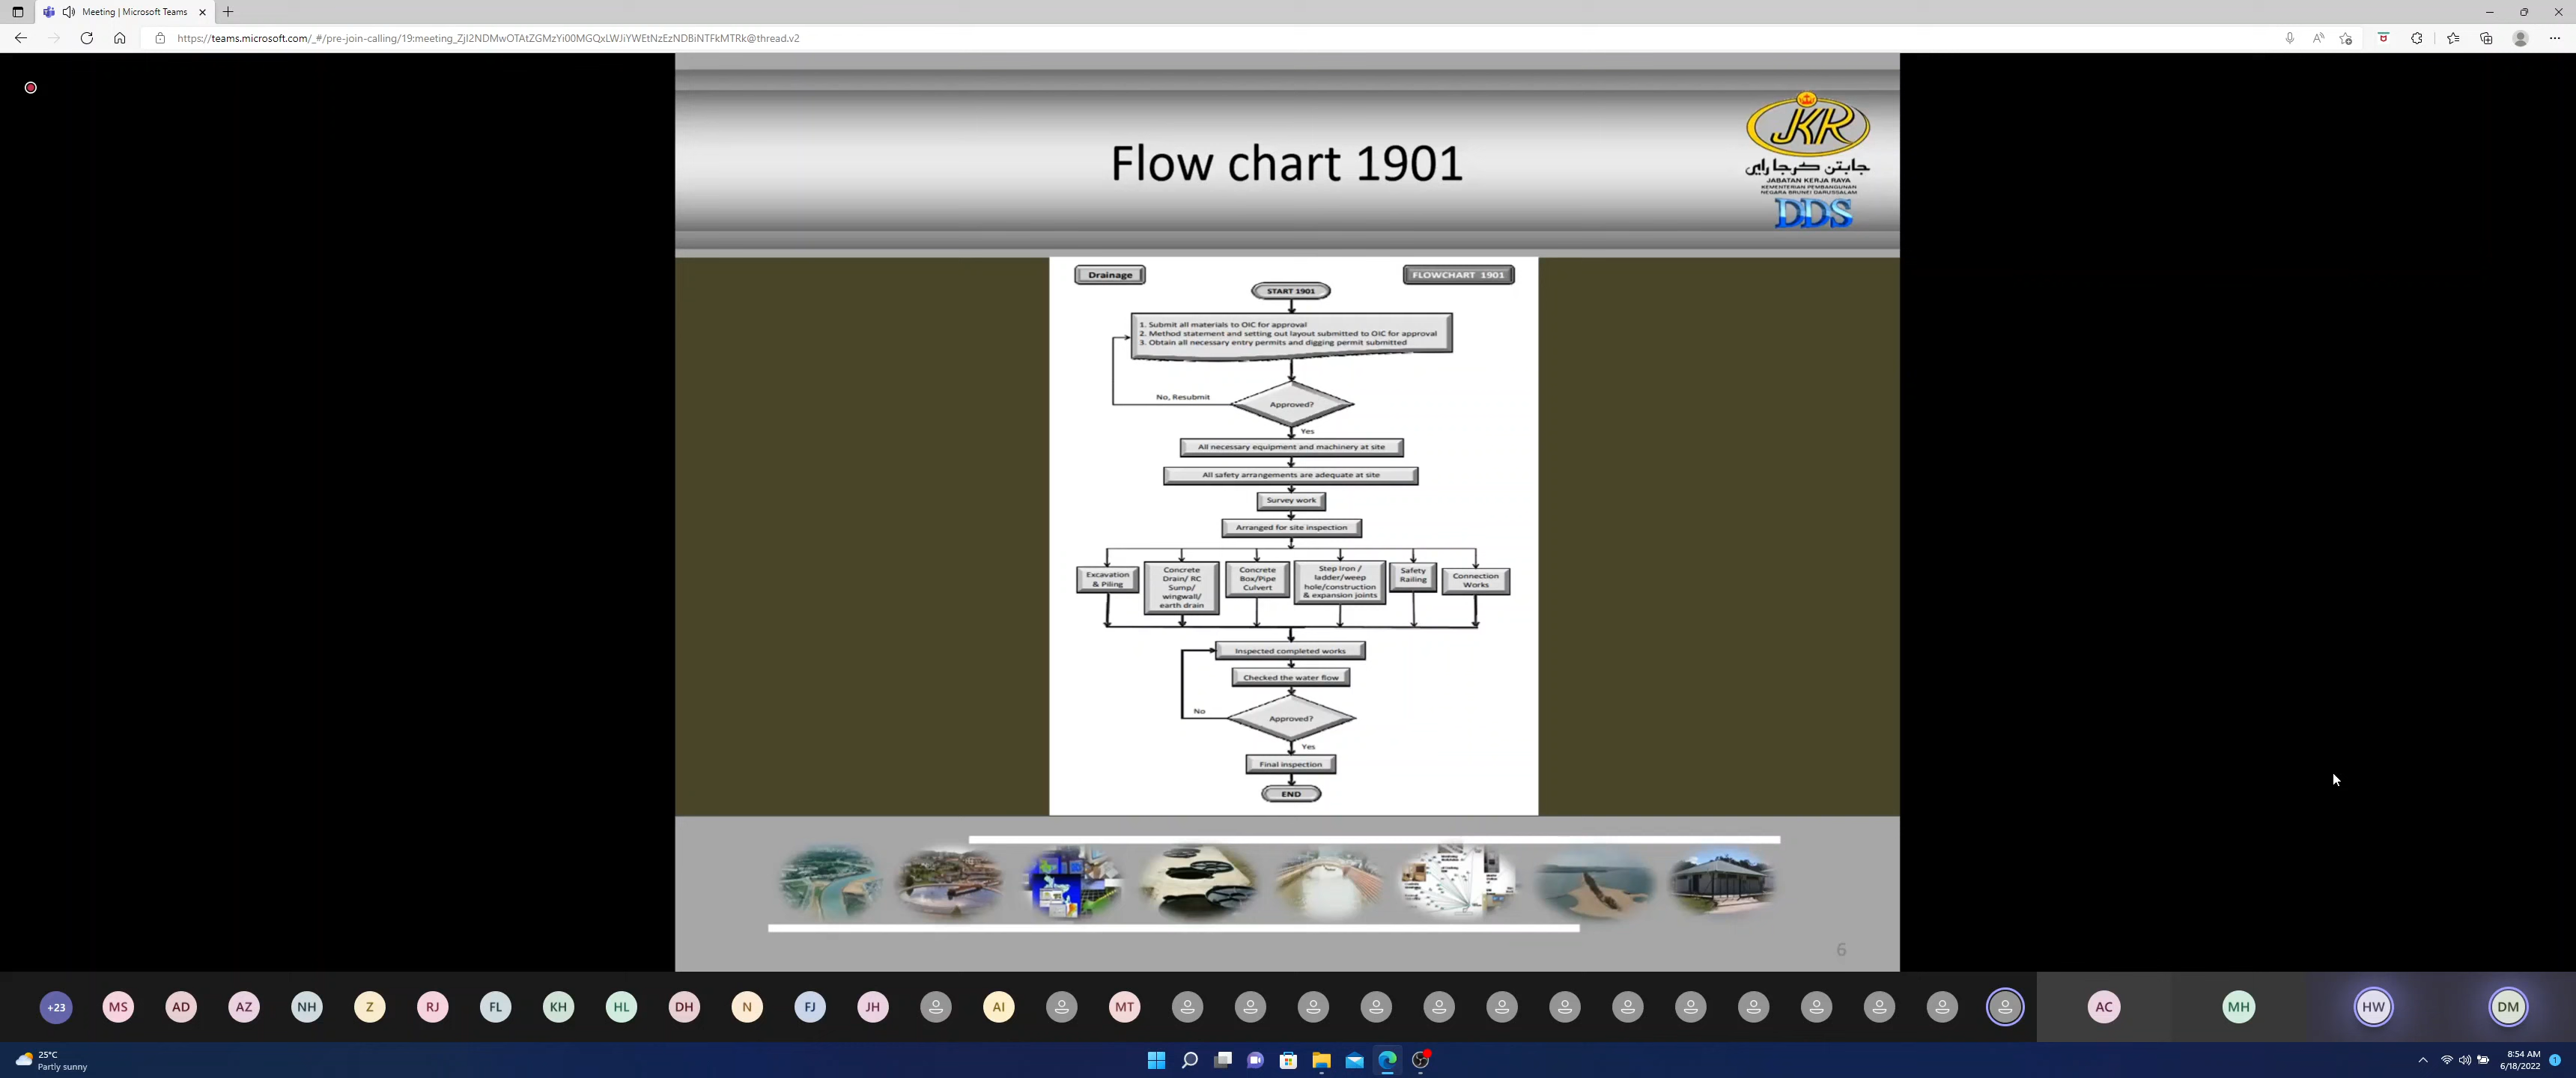 Meeting | Microsoft Teams
https://teams.microsoft.com/_#/pre-join-calling/19:meeting_ZjI2NDMwOTAtZGMzYi00MGQxLWJiYWEtNzEzNDBiNTFkMTRk@thread.v2
Flow chart 1901
JKR
جابتن كرجا راي
JABATAN KERJA RAYA
KEMENTERIAN PEMBANGUNAN
NEGARA BRUNEI DARUSSALAM
DDS
Drainage
FLOWCHART 1901
START 1901
1. Submit all materials to OIC for approval
2. Method statement and setting out layout submitted to OIC for approval
3. Obtain all necessary entry permits and digging permit submitted
No, Resubmit
Approved?
Yes
All necessary equipment and machinery at site
All safety arrangements are adequate at site
Survey work
Arranged for site inspection
Excavation
& Piling
Concrete
Drain/ RC
Sump/
wingwall/
earth drain
Concrete
Box/Pipe
Culvert
Step Iron /
ladder/weep
hole/construction
& expansion joints
Safety
Railing
Connection
Works
Inspected completed works
Checked the water flow
No
Approved?
Yes
Final inspection
END
6
+23
MS
AD
AZ
NH
Z
RJ
FL
KH
HL
DH
N
FJ
JH
AI
MT
AC
MH
HW
DM
25°C
Partly sunny
8:54 AM
6/18/2022
1